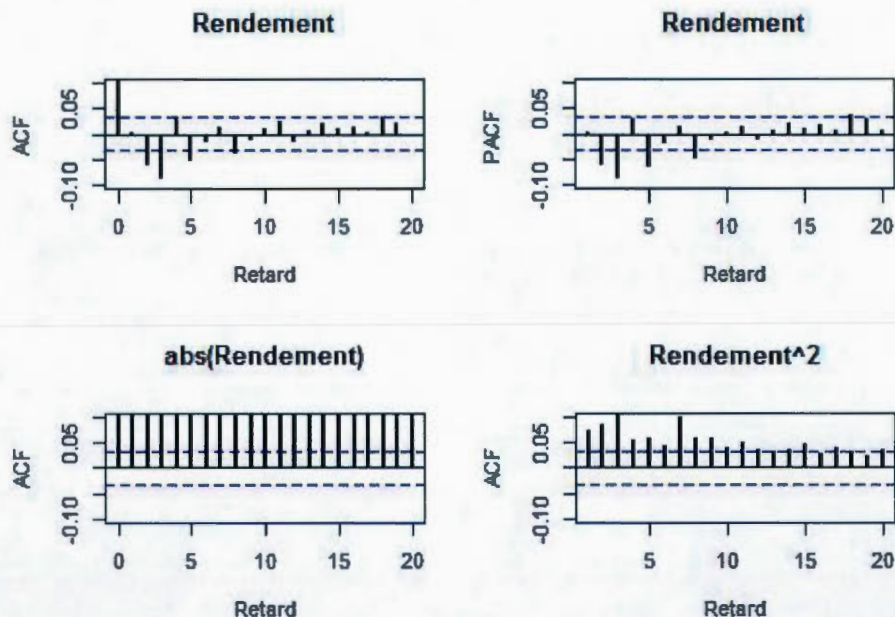 Rendement
ACF
0.05
-0.10
0 5 10 15 20
Retard
Rendement
PACF
0.05
-0.10
5 10 15 20
Retard
abs(Rendement)
ACF
0.05
-0.10
0 5 10 15 20
Retard
Rendement^2
ACF
0.05
-0.10
5 10 15 20
Retard